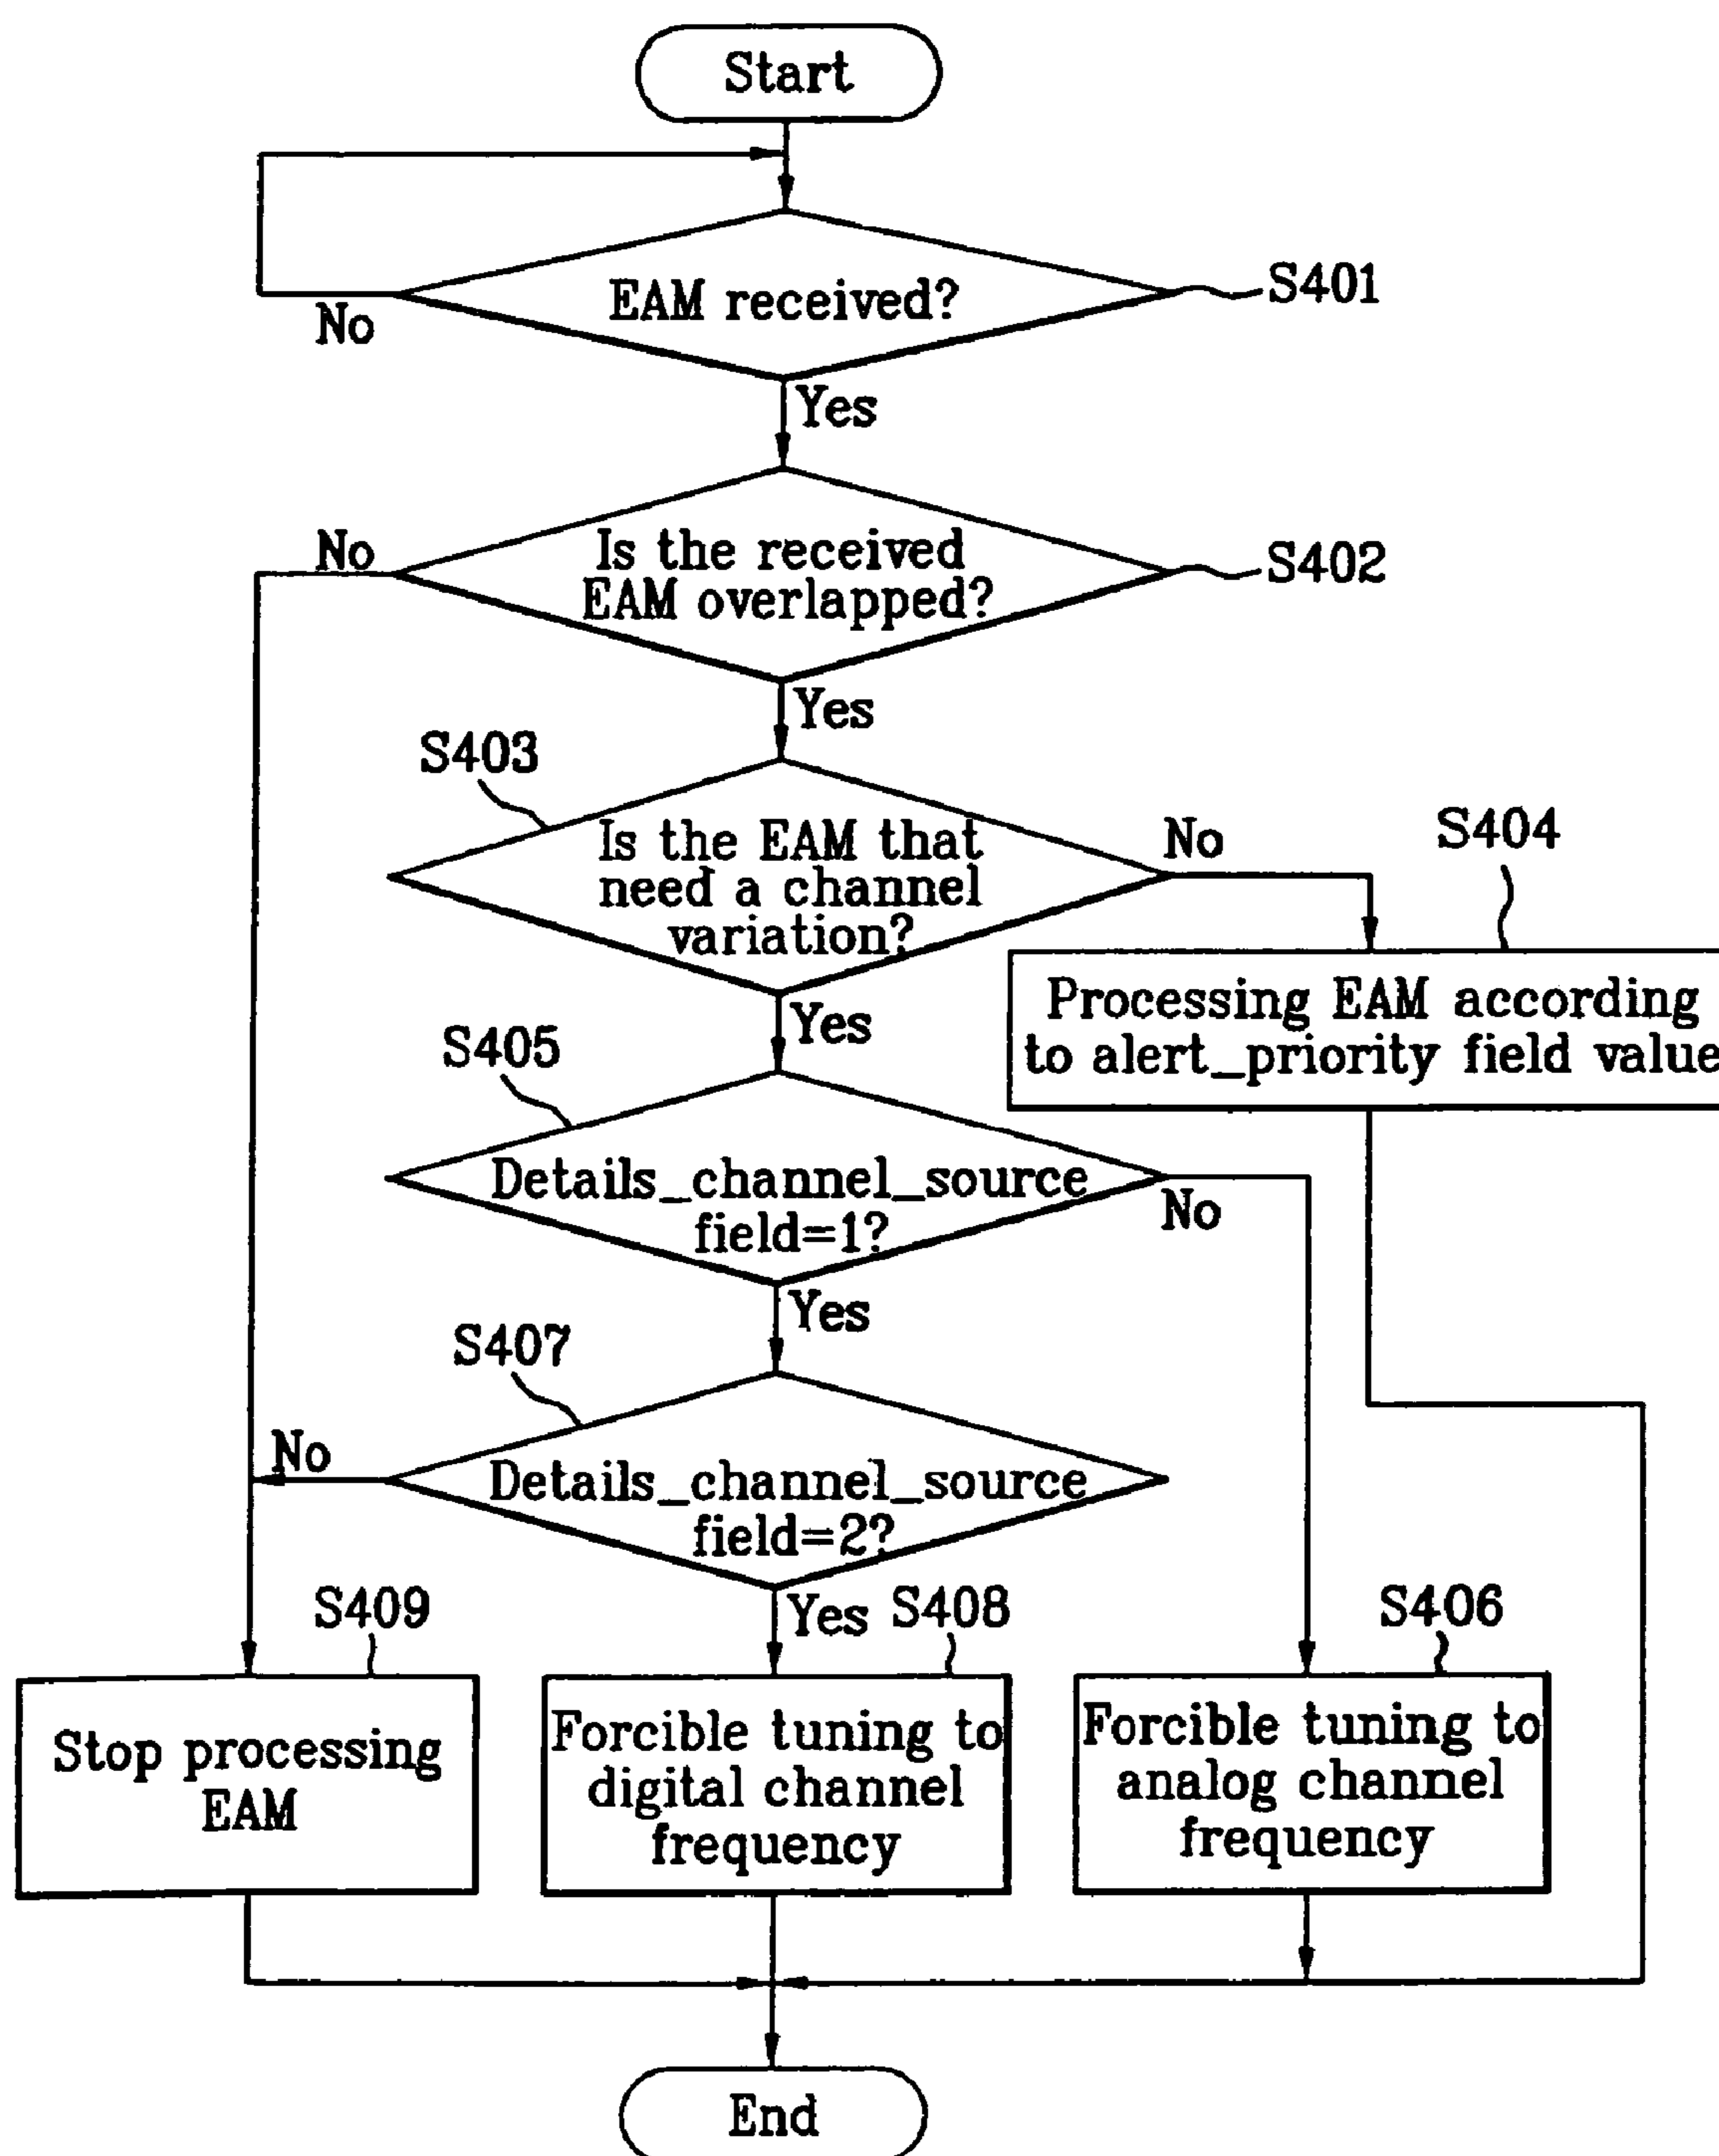 Start
EAM received?
S401
No
Yes
No
Is the received
EAM overlapped?
S402
Yes
S403
Is the EAM that
need a channel
variation?
No
S404
Processing EAM according
to alert_priority field value
Yes
S405
Details_channel_source
field=1?
No
Yes
S407
No
Details_channel_source
field=2?
S409
Yes
S408
S406
Stop processing
EAM
Forcible tuning to
digital channel
frequency
Forcible tuning to
analog channel
frequency
End